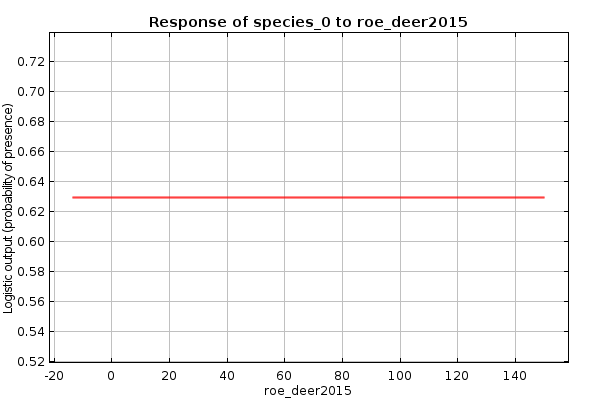 Response of species_0 to roe_deer2015
Logistic output (probability of presence)
0.72
0.70
0.68
0.66
0.64
0.62
0.60
0.58
0.56
0.54
0.52
-20 0 20 40 60 80 100 120 140
roe_deer2015